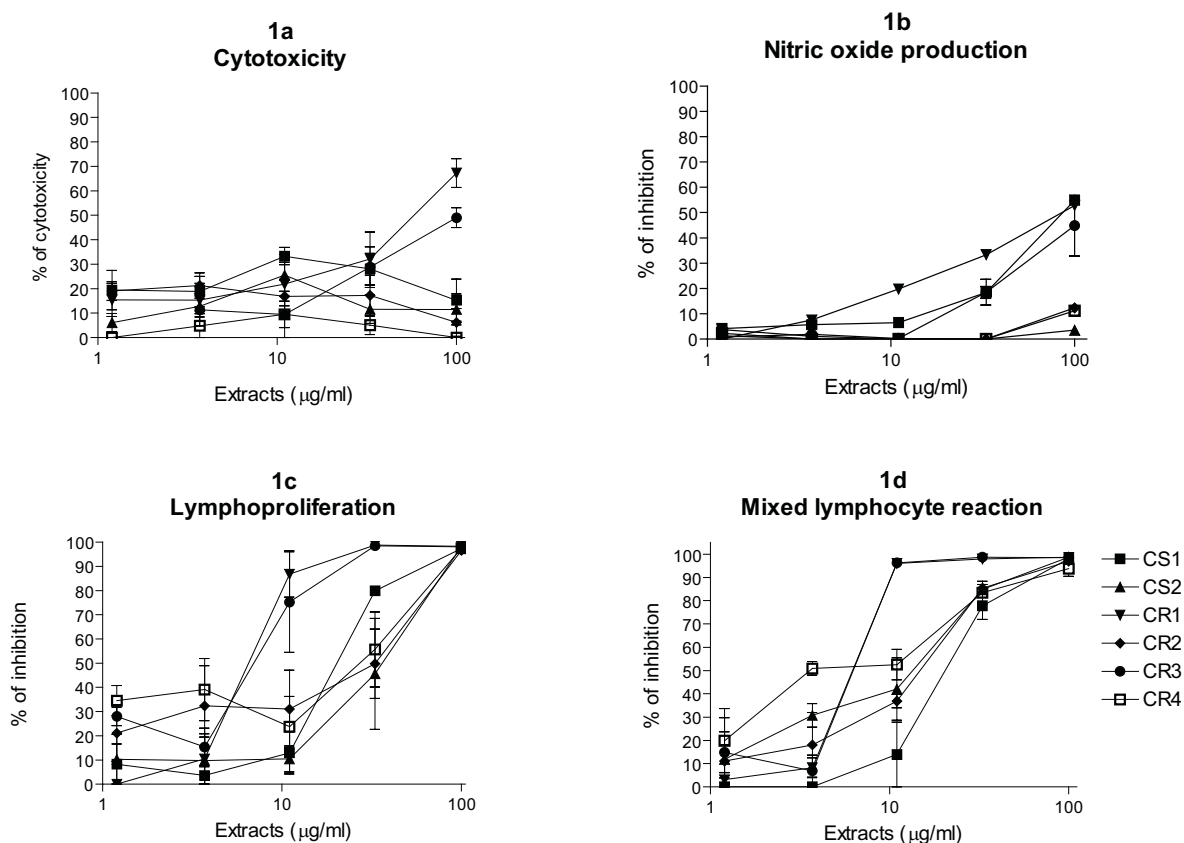 1a
Cytotoxicity
% of cytotoxicity
100
90
80
70
60
50
40
30
20
10
0
1
10
100
Extracts (μg/ml)
1b
Nitric oxide production
% of inhibition
100
90
80
70
60
50
40
30
20
10
0
1
10
100
Extracts (μg/ml)
1c
Lymphoproliferation
% of inhibition
100
90
80
70
60
50
40
30
20
10
0
1
10
100
Extracts (μg/ml)
1d
Mixed lymphocyte reaction
% of inhibition
100
90
80
70
60
50
40
30
20
10
0
1
10
100
Extracts (μg/ml)
CS1
CS2
CR1
CR2
CR3
CR4